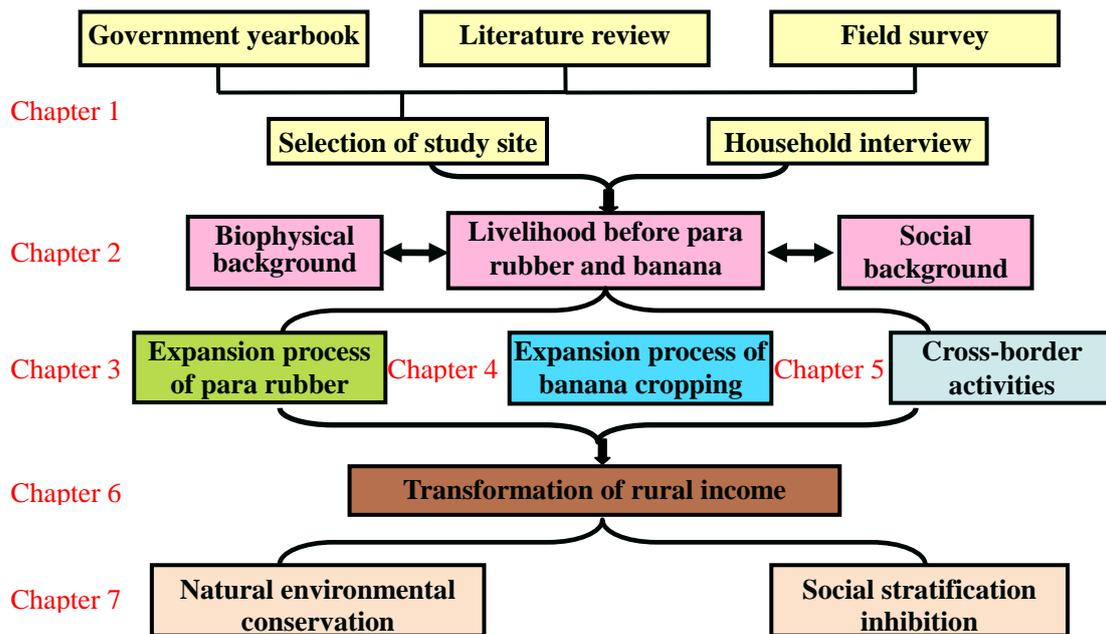 Government yearbook
Literature review
Field survey
Chapter 1
Selection of study site
Household interview
Chapter 2
Biophysical
background
Livelihood before para
rubber and banana
Social
background
Chapter 3
Expansion process
of para rubber
Chapter 4
Expansion process of
banana cropping
Chapter 5
Cross-border
activities
Chapter 6
Transformation of rural income
Chapter 7
Natural environmental
conservation
Social stratification
inhibition